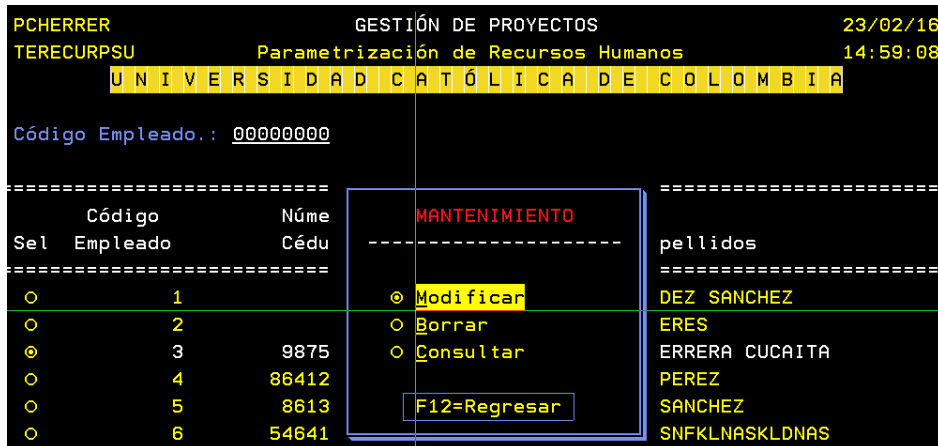 PCHERRER GESTIÓN DE PROYECTOS 23/02/16
TERECURPSU Parametrización de Recursos Humanos 14:59:08
U N I V E R S I D A D C A T Ó L I C A D E C O L O M B I A
Código Empleado.: 00000000
============================== ==========================
Código Núme MANTENIMIENTO
Sel Empleado Cédu ---------------------- pellidos
============================== ==========================
1 Modificar DEZ SANCHEZ
2 Borrar ERES
3 9875 Consultar ERRERA CUCAITA
4 86412 PEREZ
5 8613 F12=Regresar SANCHEZ
6 54641 SNFKLNASKLDNAS